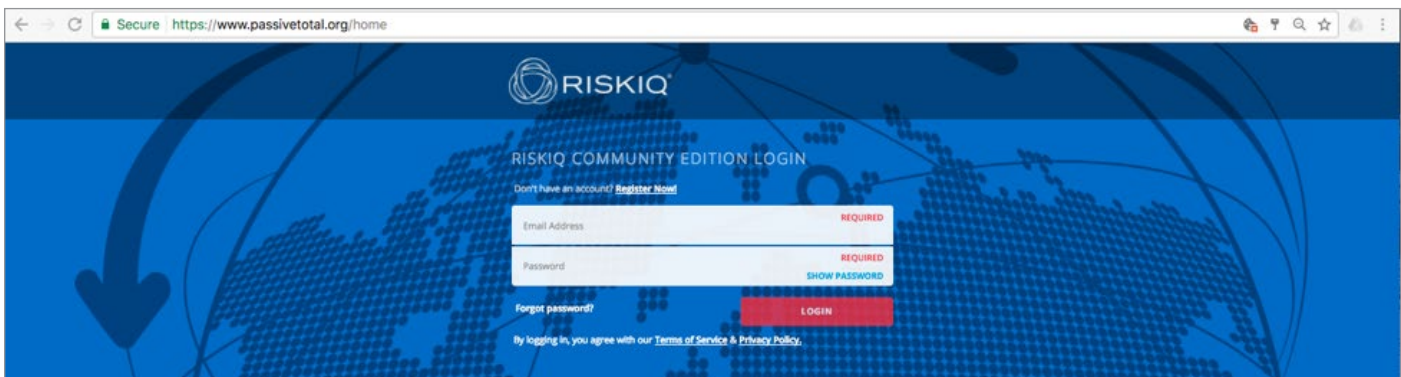 Secure https://www.passivetotal.org/home
RISKIQ®
RISKIQ COMMUNITY EDITION LOGIN
Don't have an account? Register Now!
Email Address REQUIRED
Password REQUIRED
SHOW PASSWORD
Forgot password? LOGIN
By logging in, you agree with our Terms of Service & Privacy Policy.